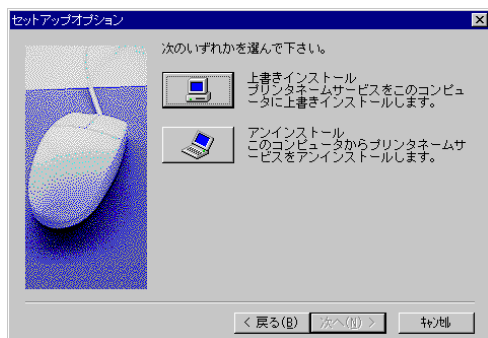 セットアップオプション
次のいずれかを選んで下さい。
上書きインストール
プリンタネームサービスをこのコンピュ
ータに上書きインストールします。
アンインストール
このコンピュータからプリンタネームサ
ービスをアンインストールします。
< 戻る(B) 次へ(N) > キャンセル